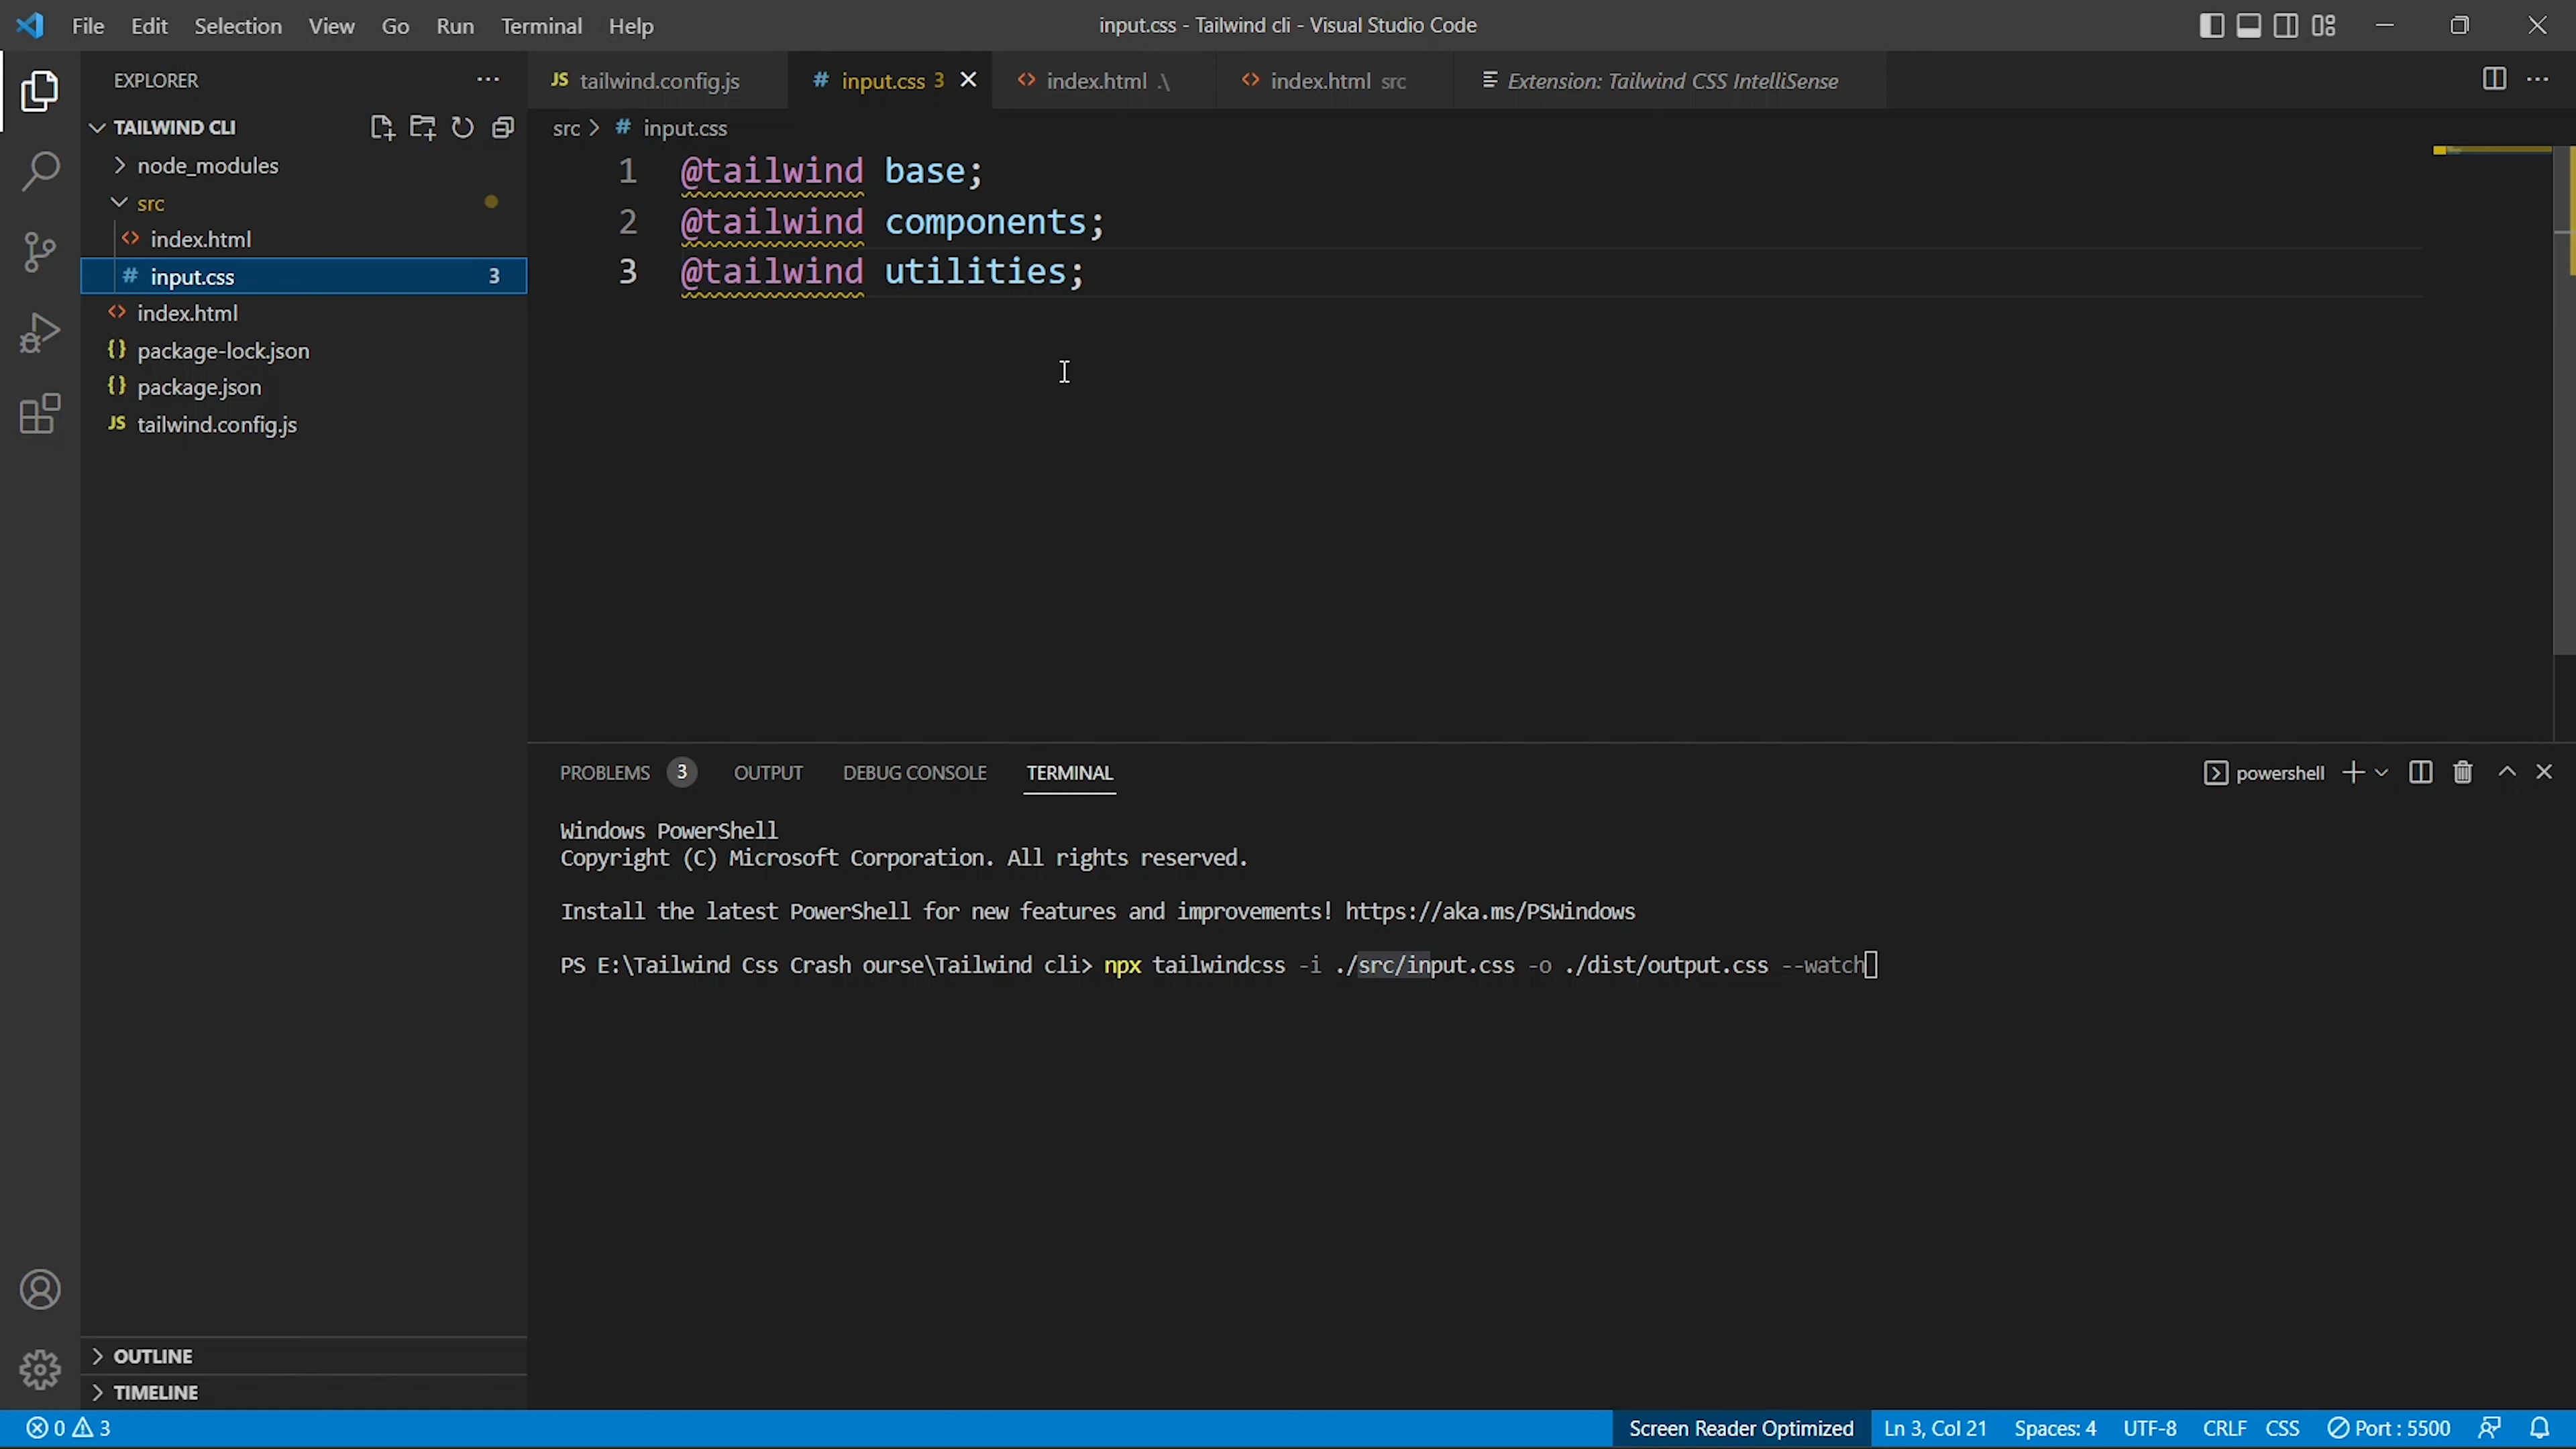 File Edit Selection View Go Run Terminal Help
input.css - Tailwind cli - Visual Studio Code
EXPLORER
TAILWIND CLI
node_modules
src
index.html
input.css 3
index.html
package-lock.json
package.json
tailwind.config.js
OUTLINE
TIMELINE
tailwind.config.js input.css 3 index.html .\ index.html src Extension: Tailwind CSS IntelliSense
src > # input.css
1 @tailwind base;
2 @tailwind components;
3 @tailwind utilities;
PROBLEMS 3 OUTPUT DEBUG CONSOLE TERMINAL
powershell
Windows PowerShell
Copyright (C) Microsoft Corporation. All rights reserved.
Install the latest PowerShell for new features and improvements! https://aka.ms/PSWindows
PS E:\Tailwind Css Crash ourse\Tailwind cli> npx tailwindcss -i ./src/input.css -o ./dist/output.css --watch
0 3
Screen Reader Optimized Ln 3, Col 21 Spaces: 4 UTF-8 CRLF CSS Port : 5500